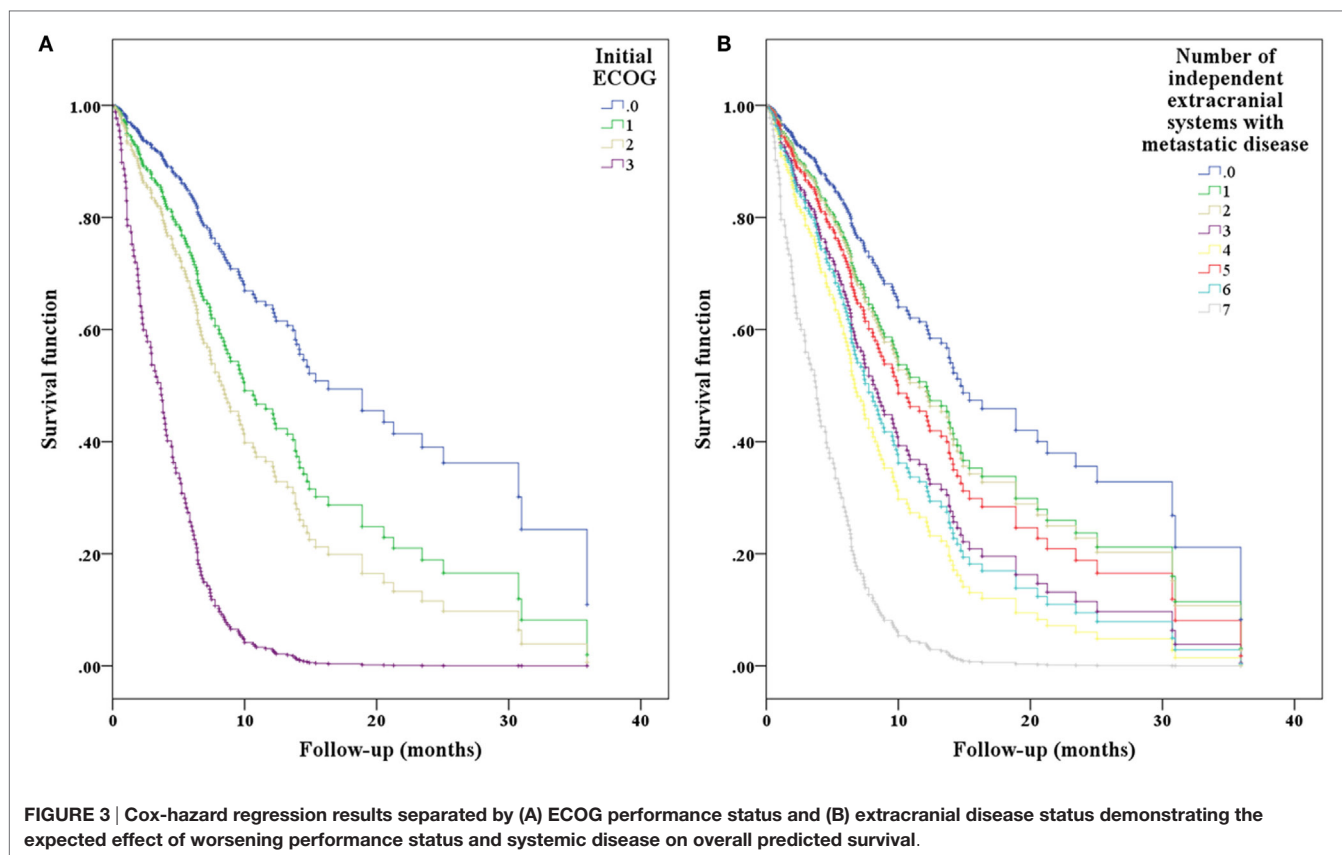 A
Initial
ECOG
.0
1
2
3
1.00
.80
.60
.40
.20
.00
Survival function
0
10
20
30
40
Follow-up (months)
B
Number of
independent
extracranial
systems with
metastatic disease
.0
1
2
3
4
5
6
7
1.00
.80
.60
.40
.20
.00
Survival function
0
10
20
30
40
Follow-up (months)
FIGURE 3 | Cox-hazard regression results separated by (A) ECOG performance status and (B) extracranial disease status demonstrating the
expected effect of worsening performance status and systemic disease on overall predicted survival.